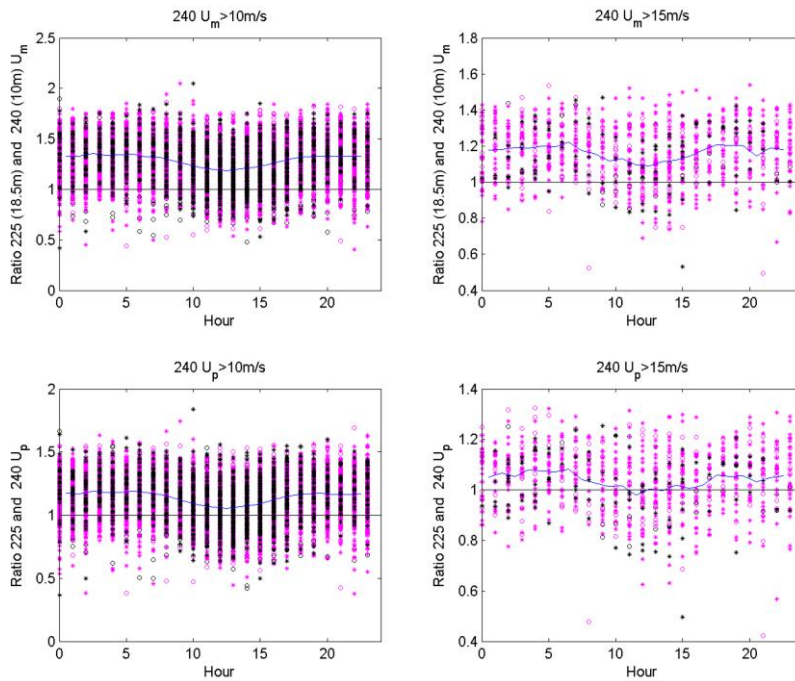 240 U_m>10m/s
Ratio 225 (18.5m) and 240 (10m) U_m
2.5
2
1.5
1
0.5
0
0 5 10 15 20
Hour
240 U_m>15m/s
Ratio 225 (18.5m) and 240 (10m) U_m
1.8
1.6
1.4
1.2
1
0.8
0.6
0.4
0 5 10 15 20
Hour
240 U_p>10m/s
Ratio 225 and 240 U_p
2
1.5
1
0.5
0
0 5 10 15 20
Hour
240 U_p>15m/s
Ratio 225 and 240 U_p
1.4
1.2
1
0.8
0.6
0.4
0 5 10 15 20
Hour